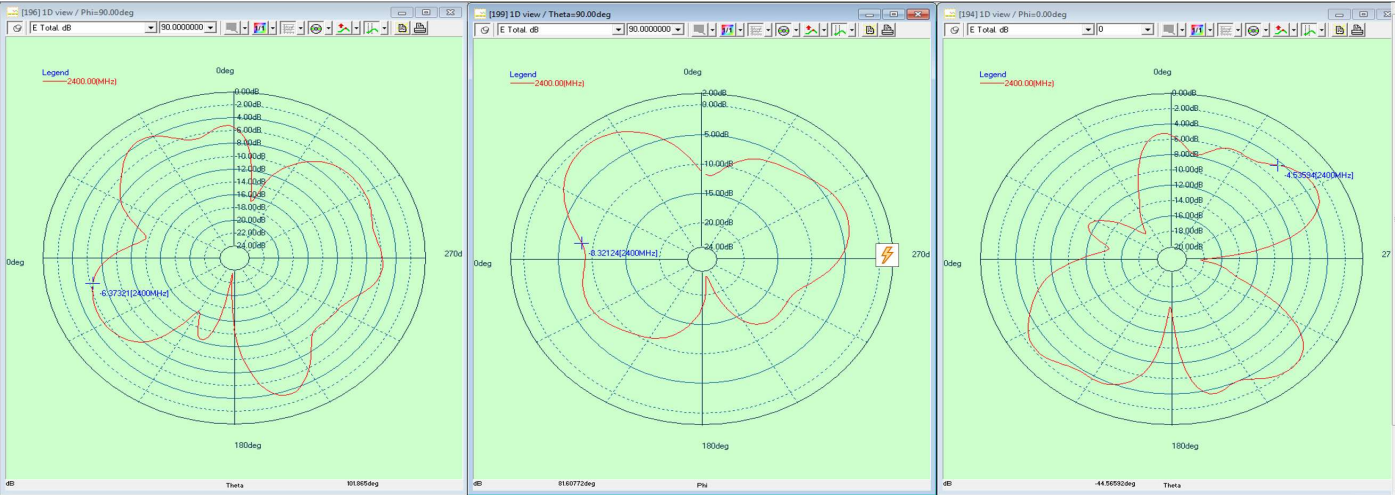 [196] 1D view / Phi=90.00deg
E Total. dB
90.0000000
Legend
2400.00(MHz)
0deg
0.00dB
-2.00dB
-4.00dB
-6.00dB
-8.00dB
-10.00dB
-12.00dB
-14.00dB
-16.00dB
-18.00dB
-20.00dB
-22.00dB
-24.00dB
0deg
270d
-6.37321[2400MHz]
180deg
dB
Theta
101.865deg
[199] 1D view / Theta=90.00deg
E Total. dB
90.0000000
Legend
2400.00(MHz)
0deg
2.00dB
0.00dB
-5.00dB
-10.00dB
-15.00dB
-20.00dB
-24.00dB
0deg
270d
-8.32124[2400MHz]
180deg
81.60772deg
Phi
[194] 1D view / Phi=0.00deg
E Total. dB
0
Legend
2400.00(MHz)
0deg
0.00dB
-2.00dB
-4.00dB
-6.00dB
-8.00dB
-10.00dB
-12.00dB
-14.00dB
-16.00dB
-18.00dB
-20.00dB
0deg
27
-4.53594[2400MHz]
180deg
dB
-44.56592deg
Theta